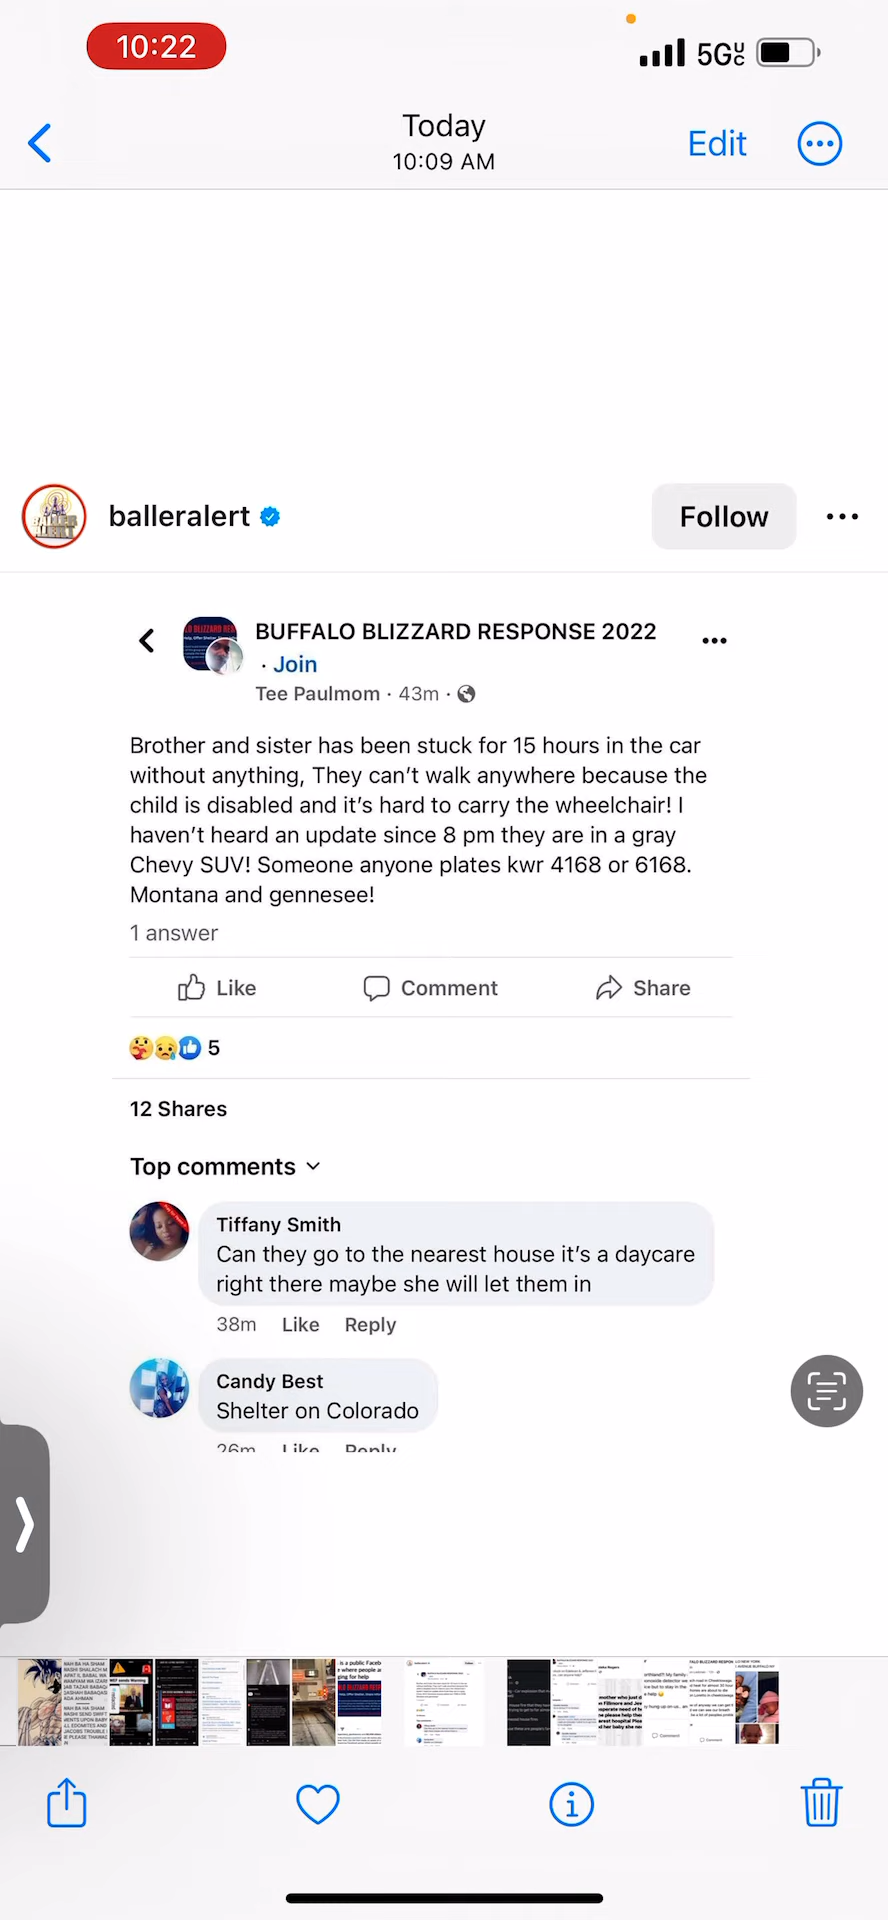 10:22
5G
Today
10:09 AM
Edit
balleralert
Follow
BUFFALO BLIZZARD RESPONSE 2022
· Join
Tee Paulmom · 43m ·
Brother and sister has been stuck for 15 hours in the car
without anything, They can't walk anywhere because the
child is disabled and it's hard to carry the wheelchair! I
haven't heard an update since 8 pm they are in a gray
Chevy SUV! Someone anyone plates kwr 4168 or 6168.
Montana and gennesee!
1 answer
Like Comment Share
5
12 Shares
Top comments
Tiffany Smith
Can they go to the nearest house it's a daycare
right there maybe she will let them in
38m Like Reply
Candy Best
Shelter on Colorado
26m Like Reply